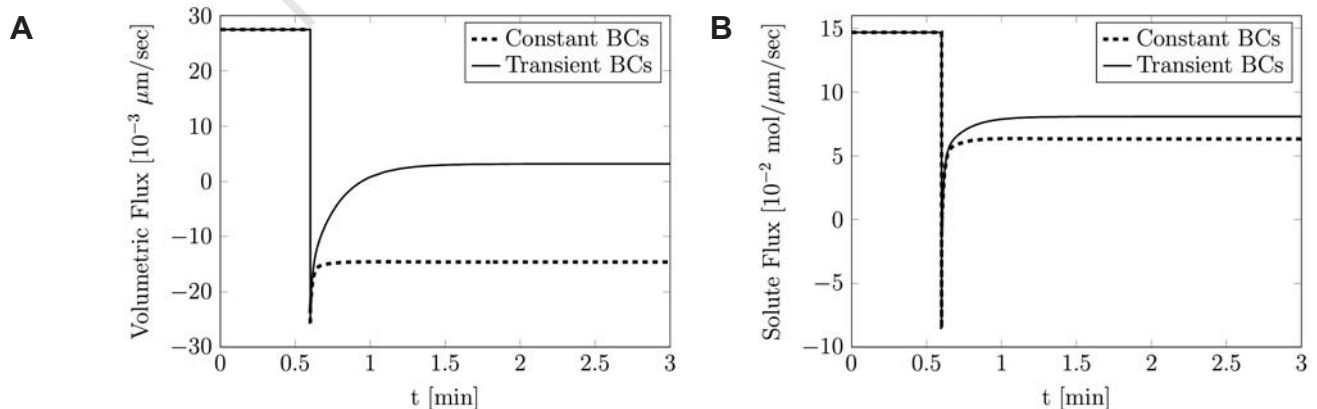 A
Volumetric Flux [10⁻³ μm/sec]
30
20
10
0
−10
−20
−30
0
0.5
1
1.5
2
2.5
3
t [min]
Constant BCs
Transient BCs
B
Solute Flux [10⁻² mol/μm/sec]
15
10
5
0
−5
−10
0
0.5
1
1.5
2
2.5
3
t [min]
Constant BCs
Transient BCs